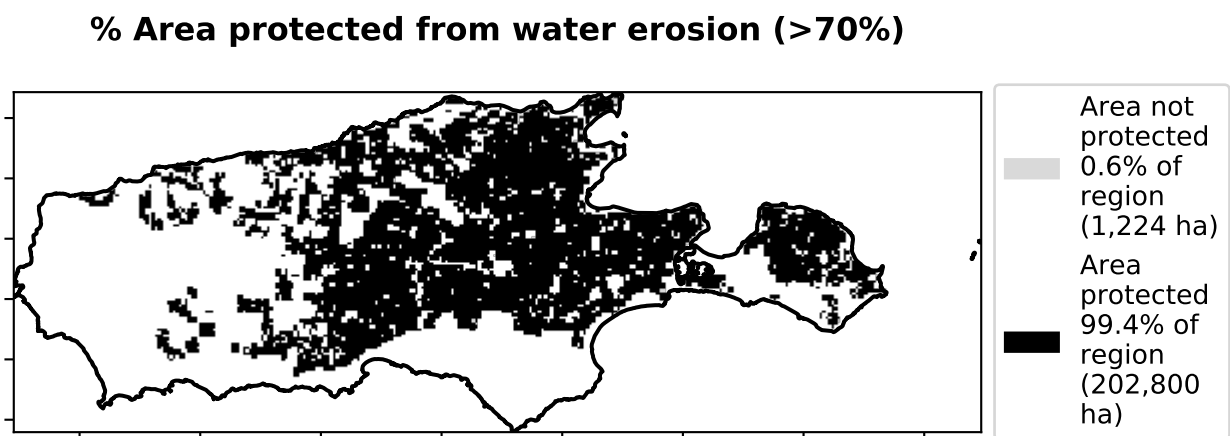 % Area protected from water erosion (>70%)
Area not
protected
0.6% of
region
(1,224 ha)
Area
protected
99.4% of
region
(202,800
ha)